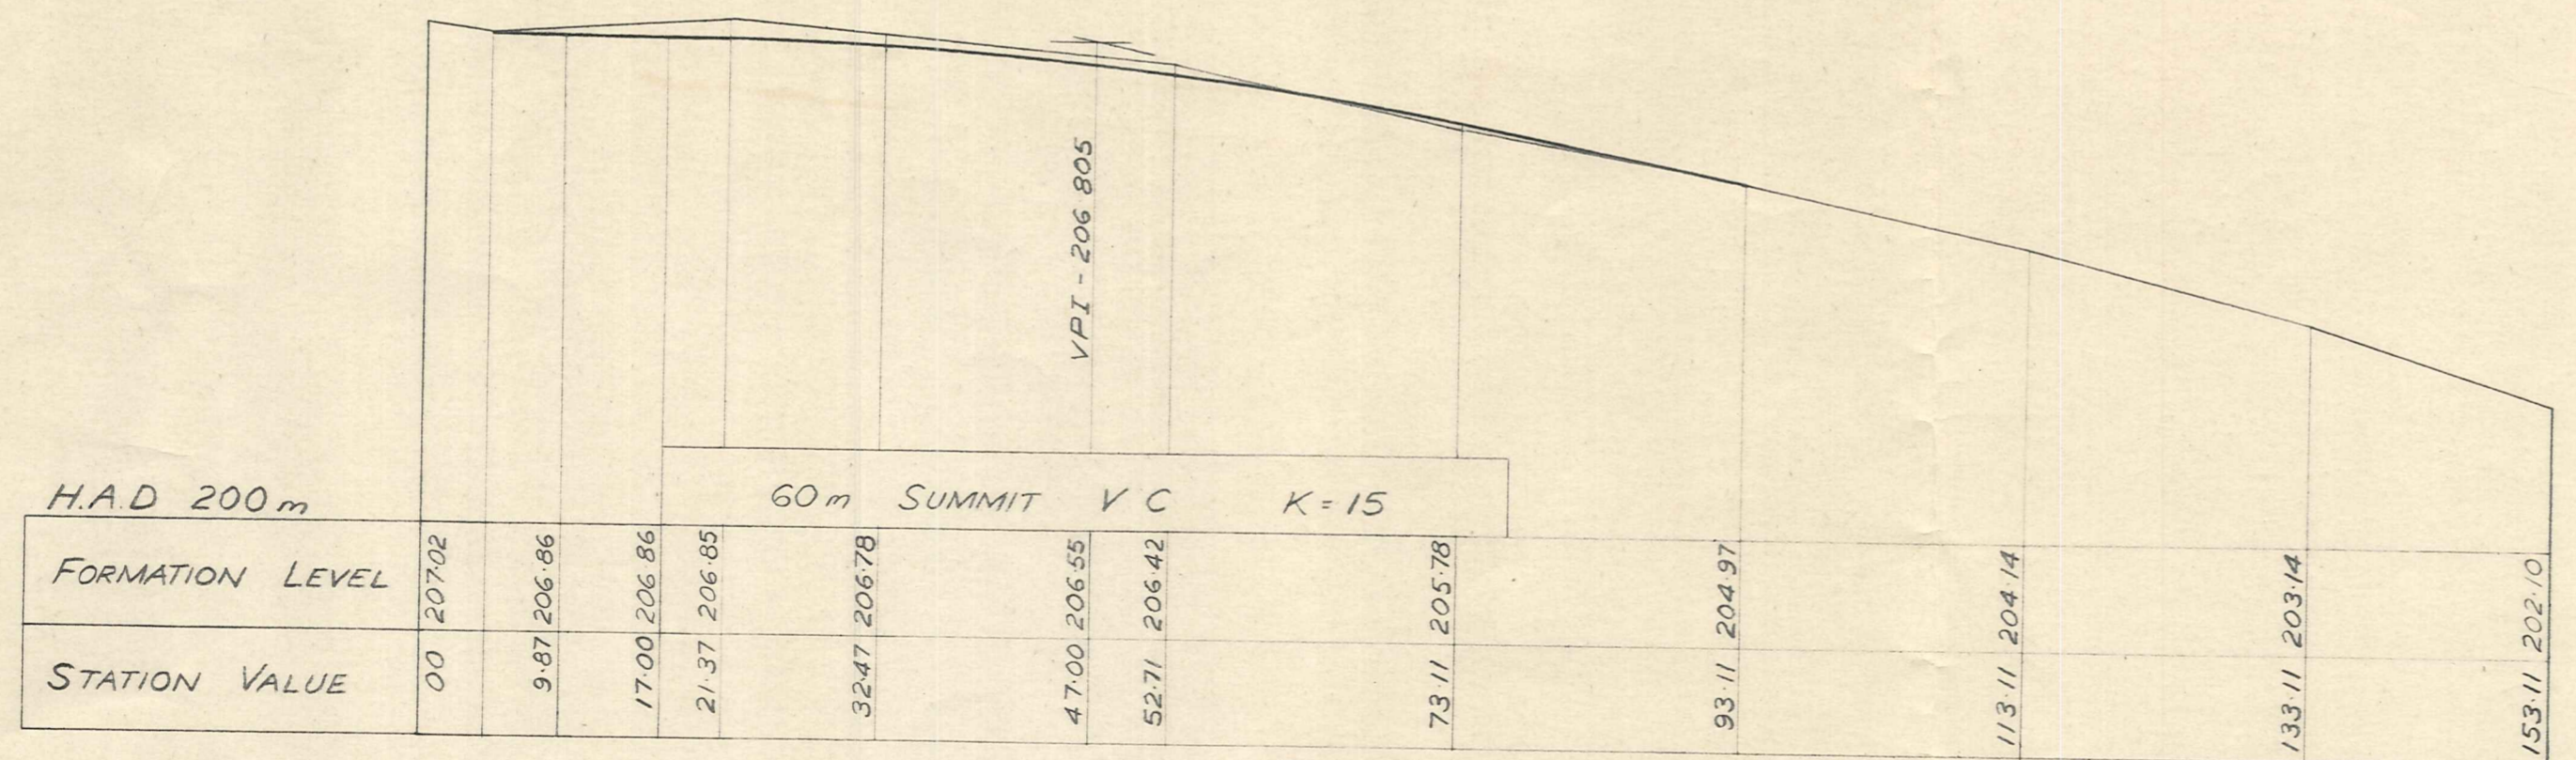 VPI - 206 805
H.A.D 200m
60m SUMMIT V C K = 15
FORMATION LEVEL 207·02 206·86 206 86 206·85 206·78 206·55 206·42 205·78 204·97 204·14 203·14 202·10
STATION VALUE 00 9·87 17·00 21·37 32·47 47·00 52·71 73·11 93·11 113·11 133·11 153·11